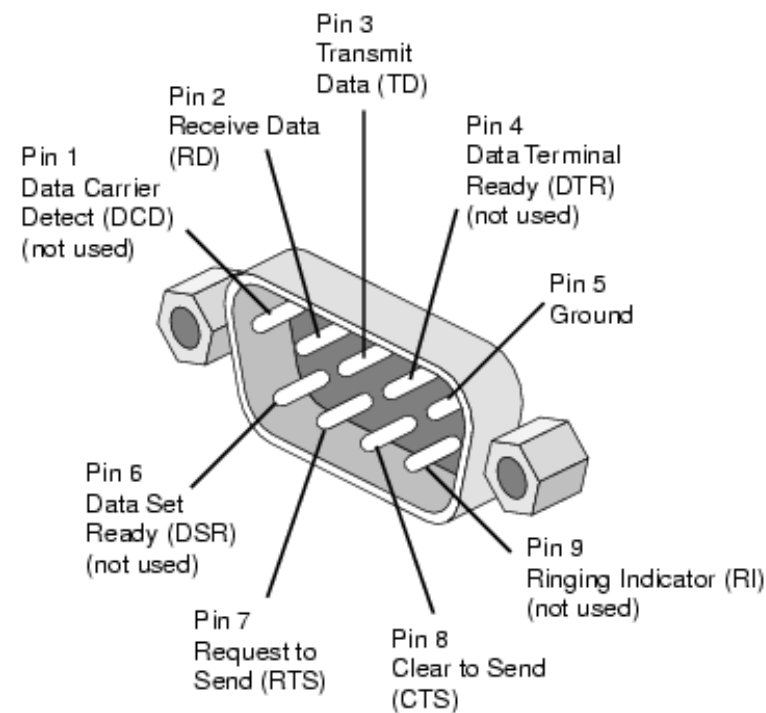 Pin 3
Transmit
Data (TD)
Pin 2
Receive Data
(RD)
Pin 4
Data Terminal
Ready (DTR)
(not used)
Pin 1
Data Carrier
Detect (DCD)
(not used)
Pin 5
Ground
Pin 6
Data Set
Ready (DSR)
(not used)
Pin 9
Ringing Indicator (RI)
(not used)
Pin 7
Request to
Send (RTS)
Pin 8
Clear to Send
(CTS)